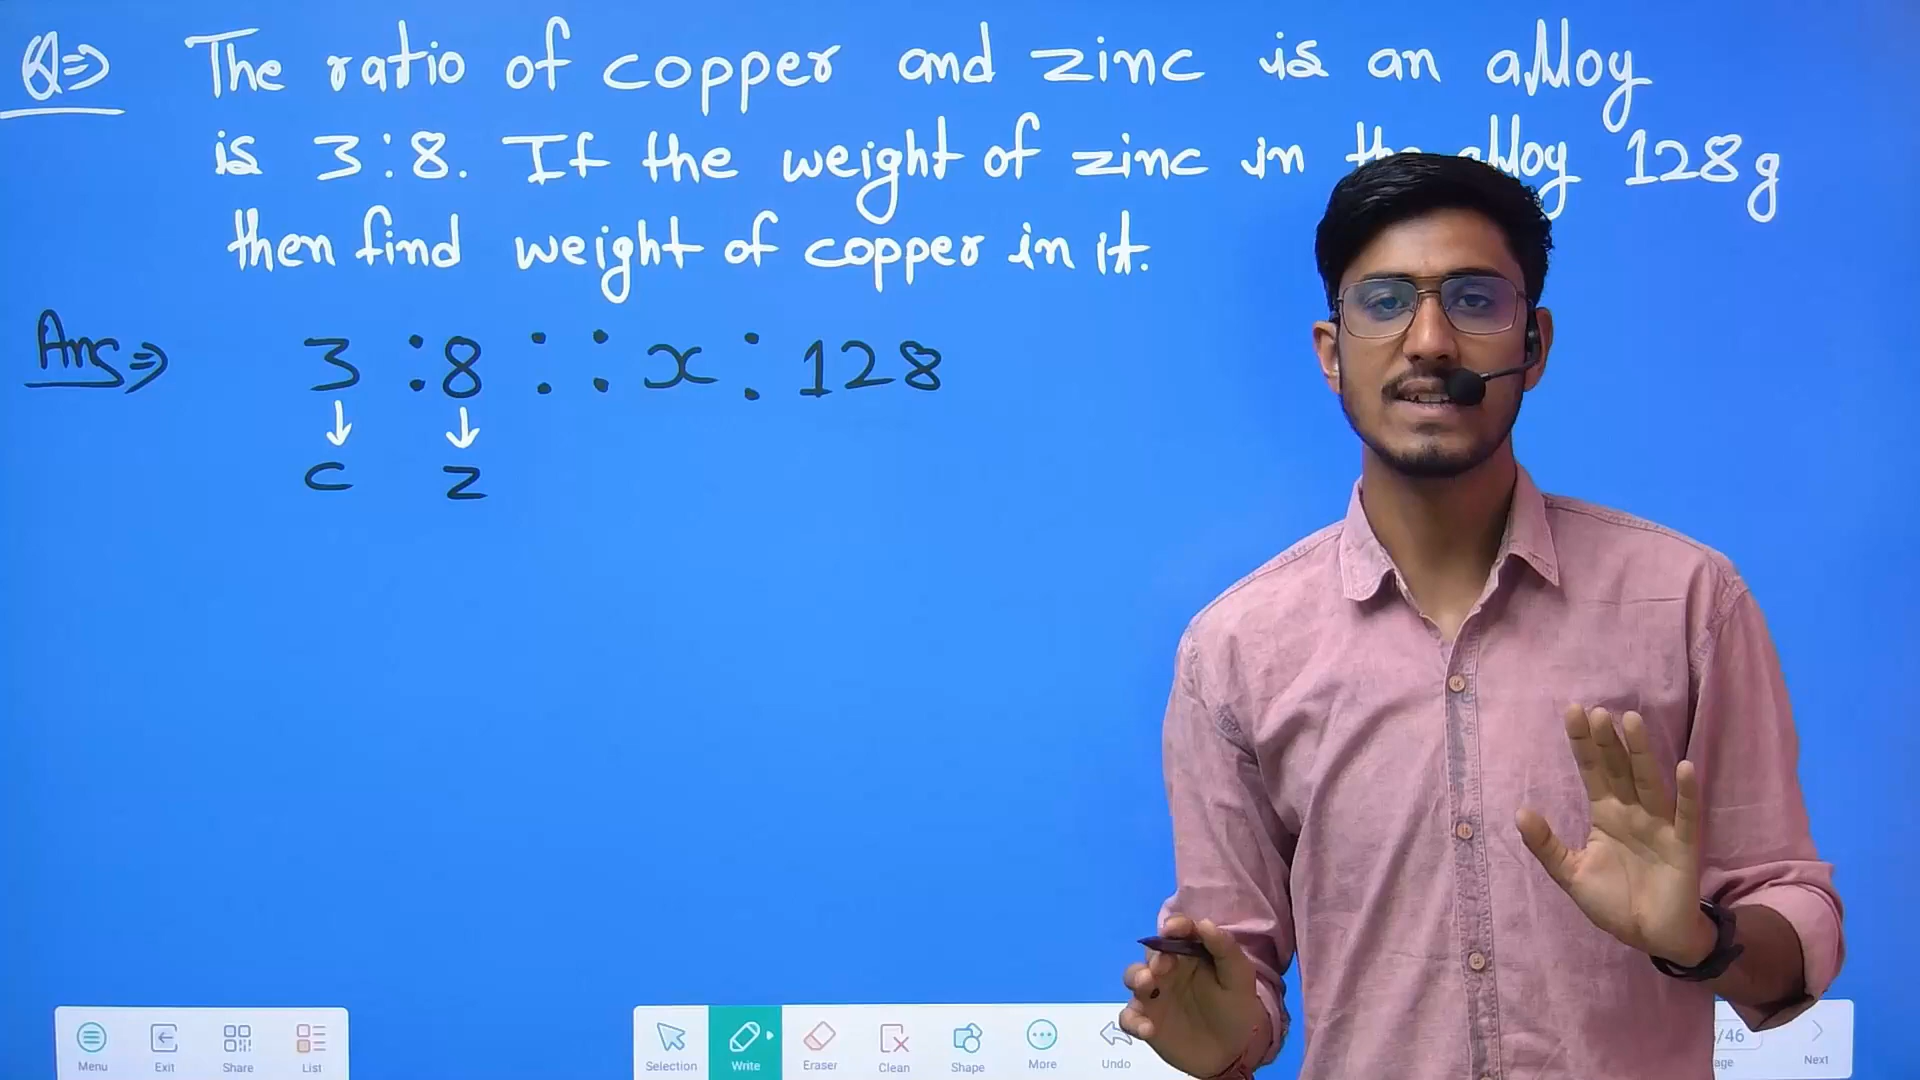 Q⇒ The ratio of copper and zinc is an alloy
is 3:8. If the weight of zinc in the alloy 128g
then find weight of copper in it.
Ans⇒ 3 : 8 : : x : 128
↓ ↓
C Z
Menu Exit Share List Selection Write Eraser Clean Shape More Undo /46 Next